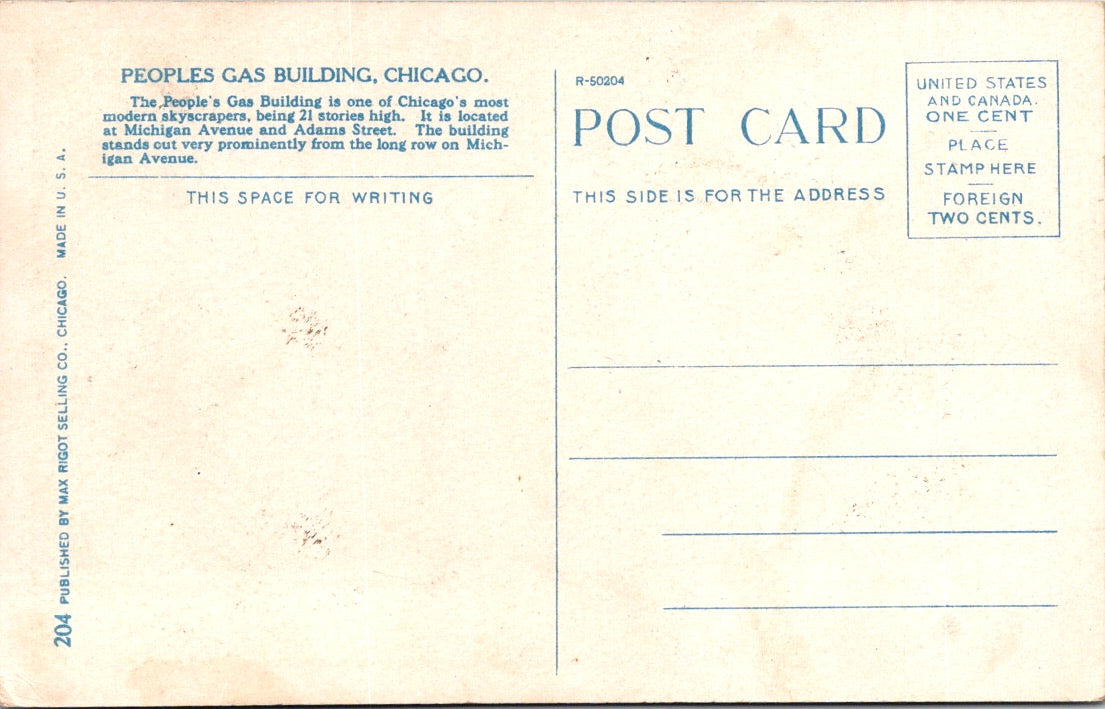 PEOPLES GAS BUILDING, CHICAGO.
The People's Gas Building is one of Chicago's most
modern skyscrapers, being 21 stories high. It is located
at Michigan Avenue and Adams Street. The building
stands out very prominently from the long row on Mich-
igan Avenue.
THIS SPACE FOR WRITING
204 PUBLISHED BY MAX RIGOT SELLING CO., CHICAGO. MADE IN U. S. A.
R-50204
POST CARD
THIS SIDE IS FOR THE ADDRESS
UNITED STATES
AND CANADA.
ONE CENT
PLACE
STAMP HERE
FOREIGN
TWO CENTS.